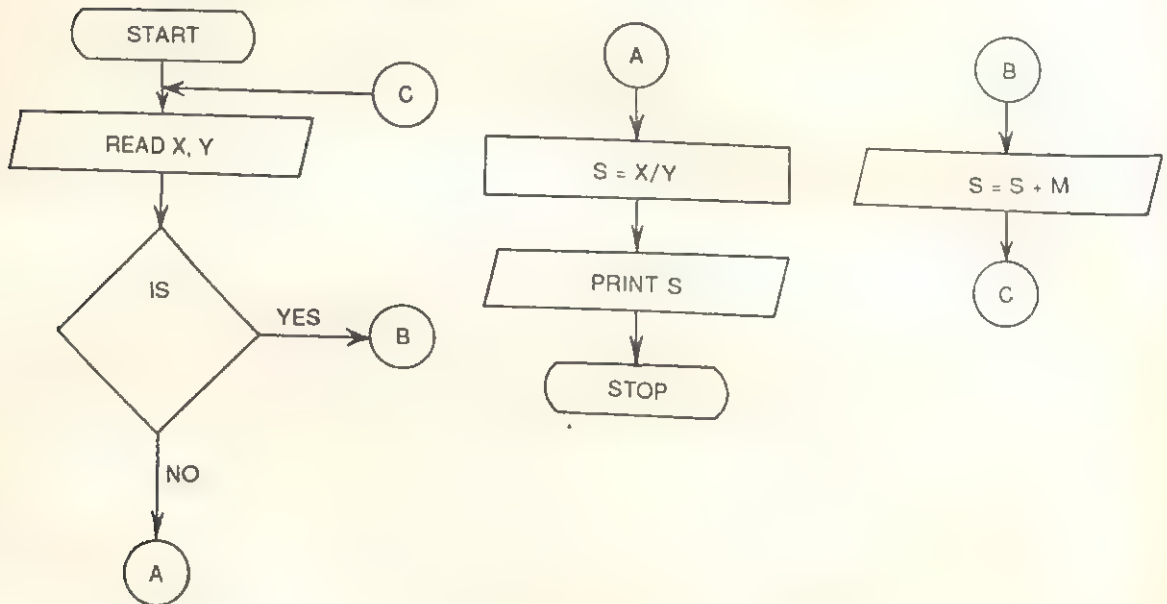 START
C
READ X, Y
IS
YES
B
NO
A
A
S = X/Y
PRINT S
STOP
B
S = S + M
C